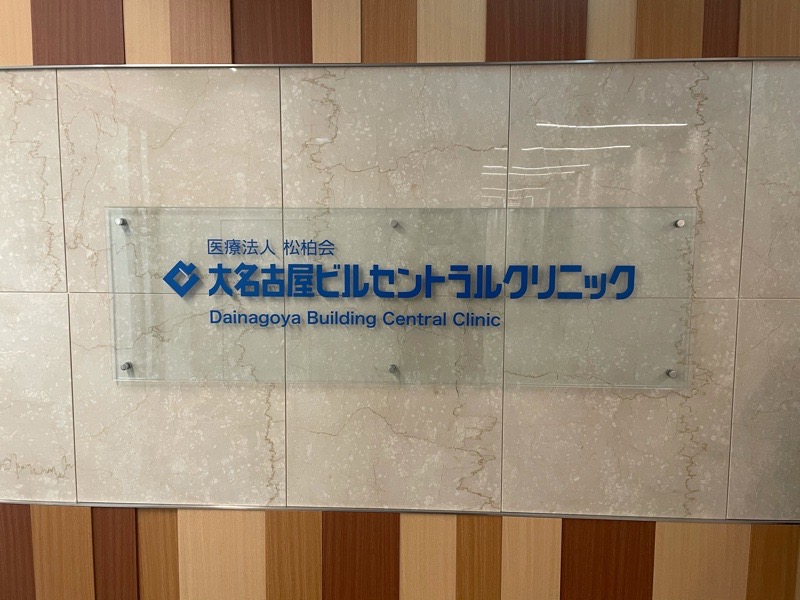 医療法人 松柏会
大名古屋ビルセントラルクリニック
Dainagoya Building Central Clinic